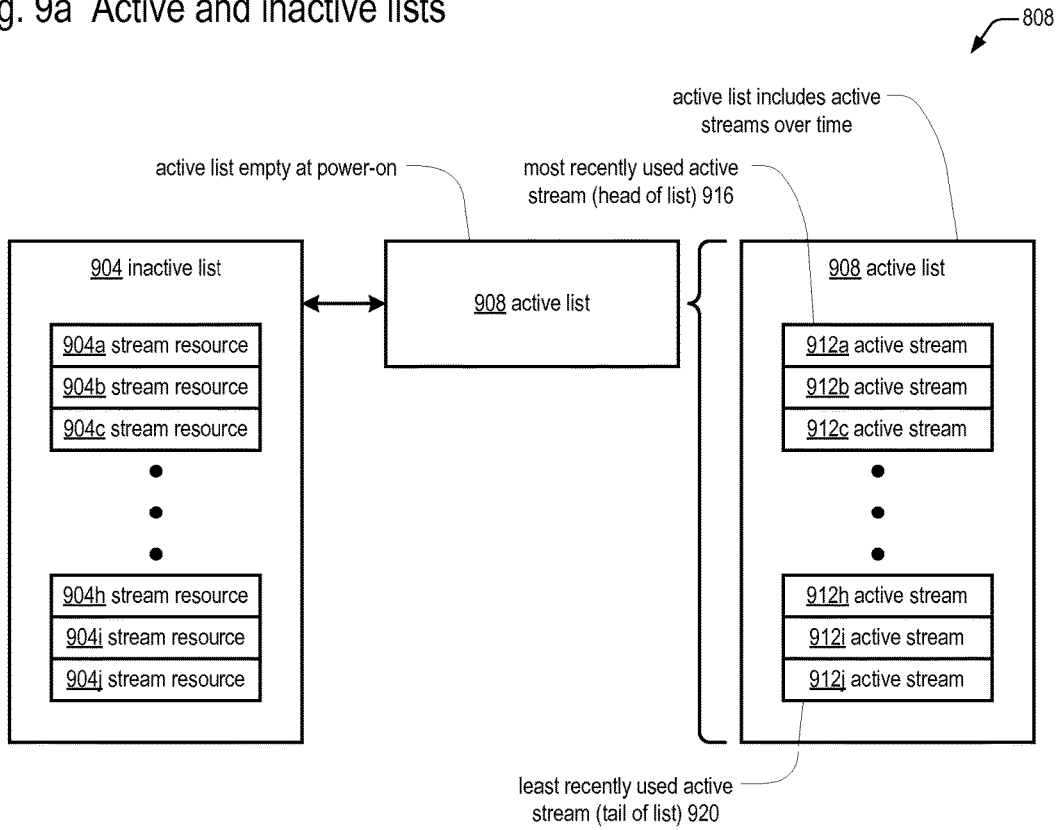 g. 9a Active and inactive lists
808
active list includes active
streams over time
active list empty at power-on
most recently used active
stream (head of list) 916
904 inactive list
908 active list
908 active list
904a stream resource
904b stream resource
904c stream resource
912a active stream
912b active stream
912c active stream
904h stream resource
904i stream resource
904j stream resource
912h active stream
912i active stream
912j active stream
least recently used active
stream (tail of list) 920